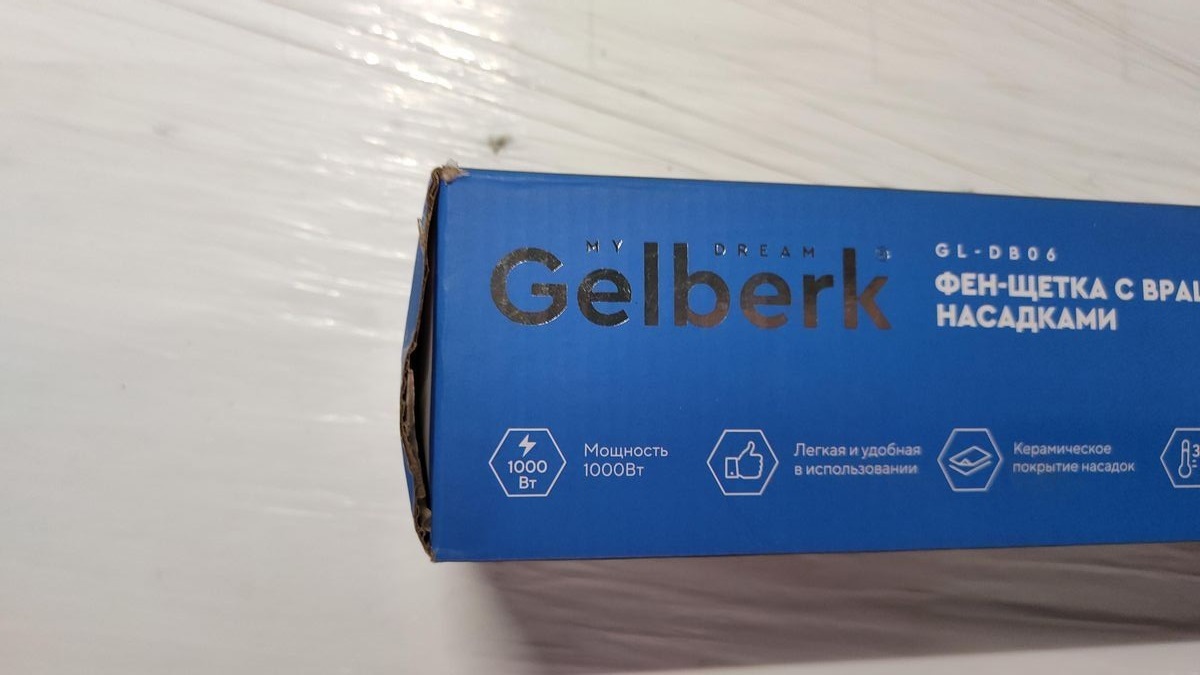 MY DREAM
Gelberk
GL-DB06
ФЕН-ЩЕТКА С
НАСАДКАМИ
1000
Вт
Мощность
1000Вт
Легкая и удобная
в использовании
Керамическое
покрытие насадок